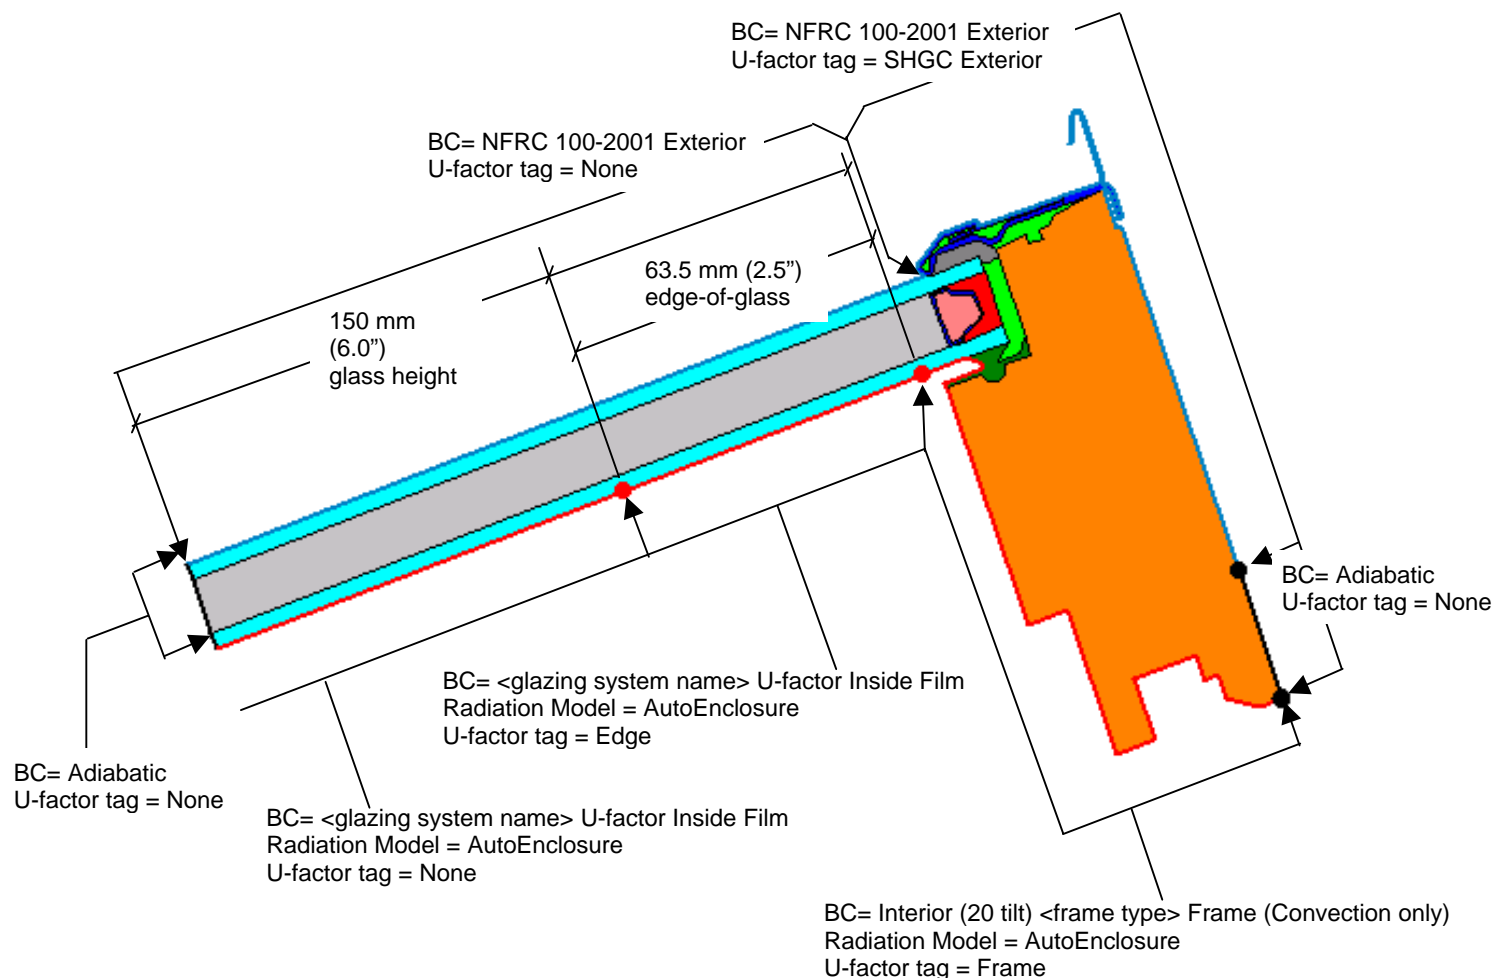 BC= NFRC 100-2001 Exterior
U-factor tag = SHGC Exterior
BC= NFRC 100-2001 Exterior
U-factor tag = None
63.5 mm (2.5”)
edge-of-glass
150 mm
(6.0”)
glass height
BC= Adiabatic
U-factor tag = None
BC= <glazing system name> U-factor Inside Film
Radiation Model = AutoEnclosure
U-factor tag = Edge
BC= Adiabatic
U-factor tag = None
BC= <glazing system name> U-factor Inside Film
Radiation Model = AutoEnclosure
U-factor tag = None
BC= Interior (20 tilt) <frame type> Frame (Convection only)
Radiation Model = AutoEnclosure
U-factor tag = Frame